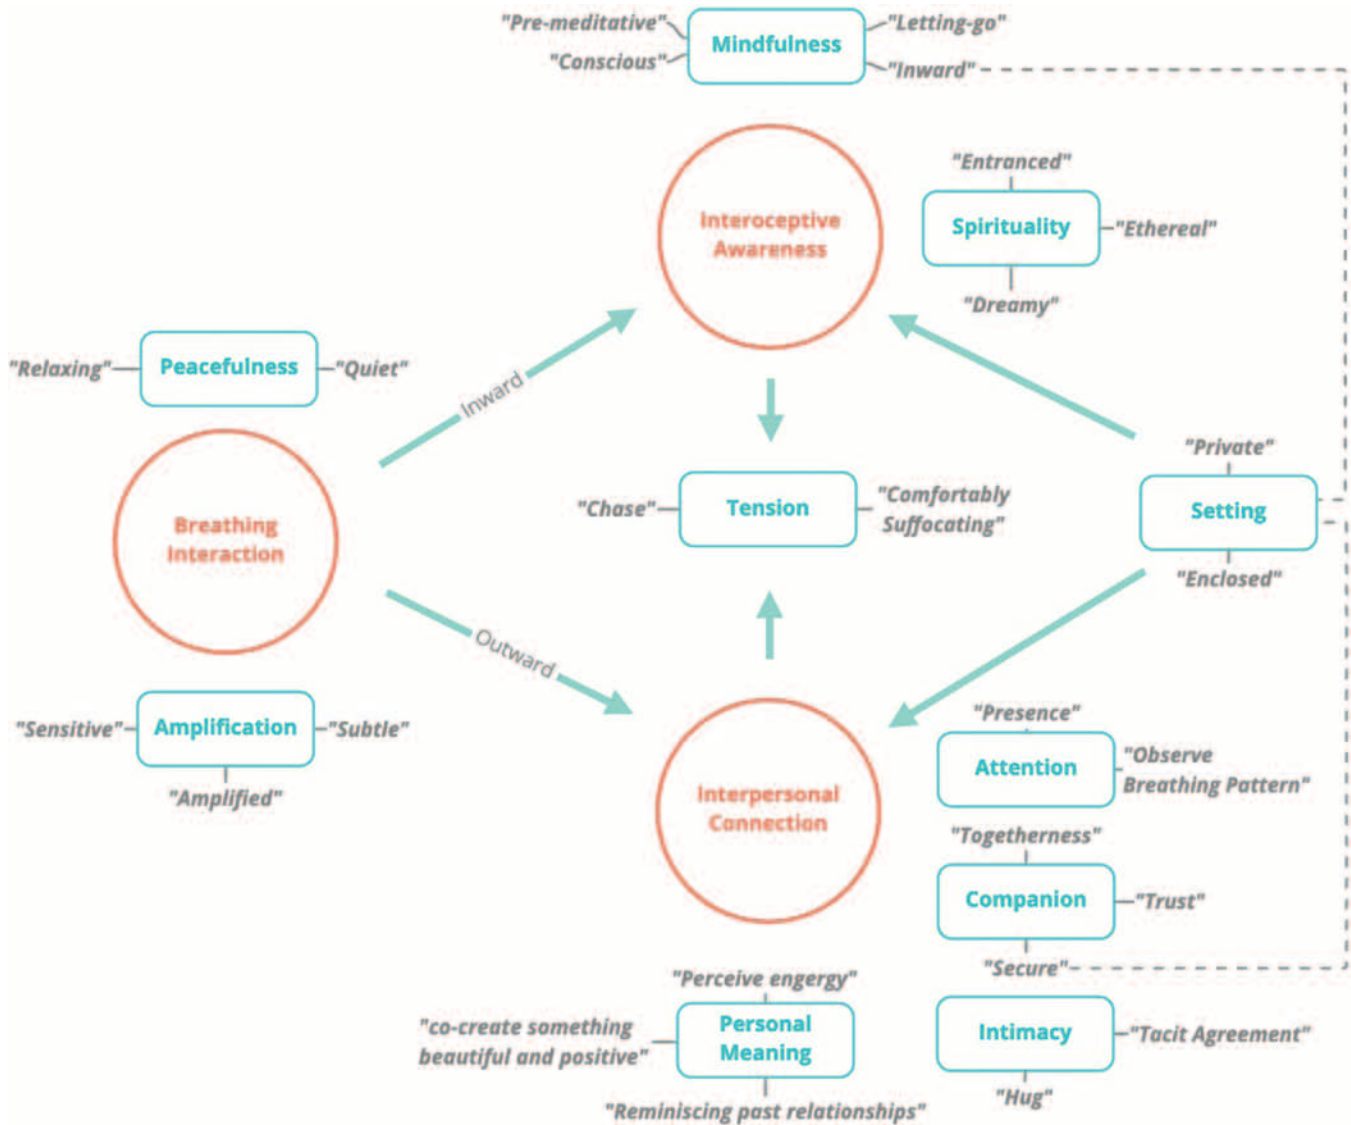 "Pre-meditative"
"Conscious"
Mindfulness
"Letting-go"
"Inward"
Interoceptive
Awareness
"Entranced"
Spirituality
"Ethereal"
"Dreamy"
Peacefulness
"Relaxing"
"Quiet"
Inward
Breathing
Interaction
"Chase"
Tension
"Comfortably
Suffocating"
"Private"
Setting
"Enclosed"
Outward
"Sensitive"
Amplification
"Subtle"
"Amplified"
Interpersonal
Connection
"Presence"
Attention
"Observe
Breathing Pattern"
"Togetherness"
Companion
"Trust"
"Secure"
"Perceive engergy"
"co-create something
beautiful and positive"
Personal
Meaning
"Reminiscing past relationships"
Intimacy
"Tacit Agreement"
"Hug"